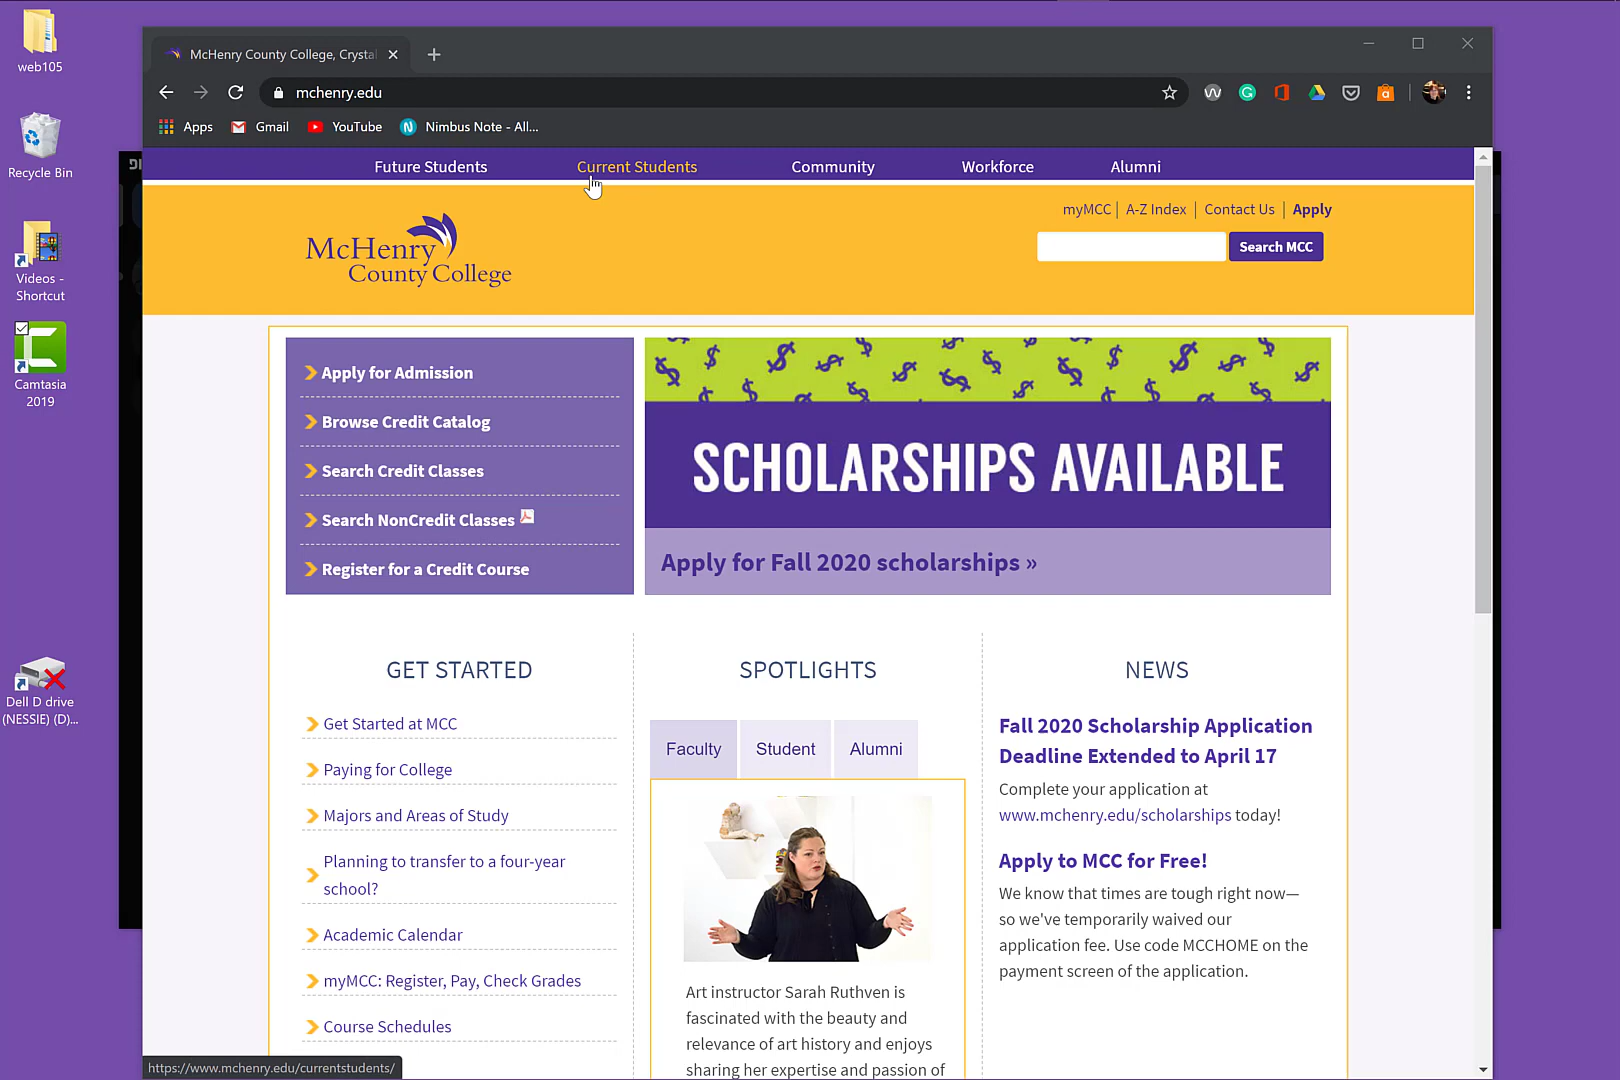 web105
Recycle Bin
Videos -
Shortcut
Camtasia
2019
Dell D drive
(NESSIE) (D)...
McHenry County College, Crysta
mchenry.edu
Apps
Gmail
YouTube
Nimbus Note - All...
Future Students
Current Students
Community
Workforce
Alumni
myMCC | A-Z Index | Contact Us | Apply
McHenry
County College
Search MCC
Apply for Admission
Browse Credit Catalog
Search Credit Classes
Search NonCredit Classes
Register for a Credit Course
SCHOLARSHIPS AVAILABLE
Apply for Fall 2020 scholarships »
GET STARTED
Get Started at MCC
Paying for College
Majors and Areas of Study
Planning to transfer to a four-year
school?
Academic Calendar
myMCC: Register, Pay, Check Grades
Course Schedules
SPOTLIGHTS
Faculty
Student
Alumni
Art instructor Sarah Ruthven is
fascinated with the beauty and
relevance of art history and enjoys
sharing her expertise and passion of
NEWS
Fall 2020 Scholarship Application
Deadline Extended to April 17
Complete your application at
www.mchenry.edu/scholarships today!
Apply to MCC for Free!
We know that times are tough right now—
so we've temporarily waived our
application fee. Use code MCCHOME on the
payment screen of the application.
https://www.mchenry.edu/currentstudents/